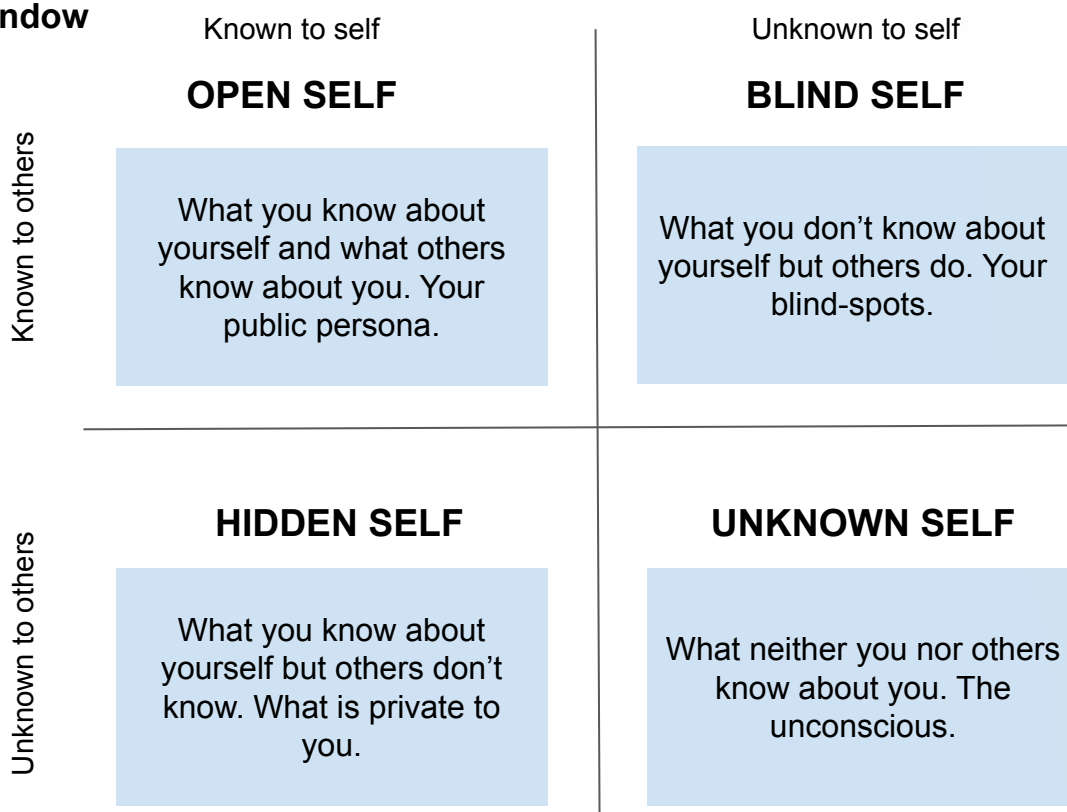 ndow
Known to self
Unknown to self
OPEN SELF
BLIND SELF
Known to others
What you know about
yourself and what others
know about you. Your
public persona.
What you don’t know about
yourself but others do. Your
blind-spots.
HIDDEN SELF
UNKNOWN SELF
Unknown to others
What you know about
yourself but others don’t
know. What is private to
you.
What neither you nor others
know about you. The
unconscious.